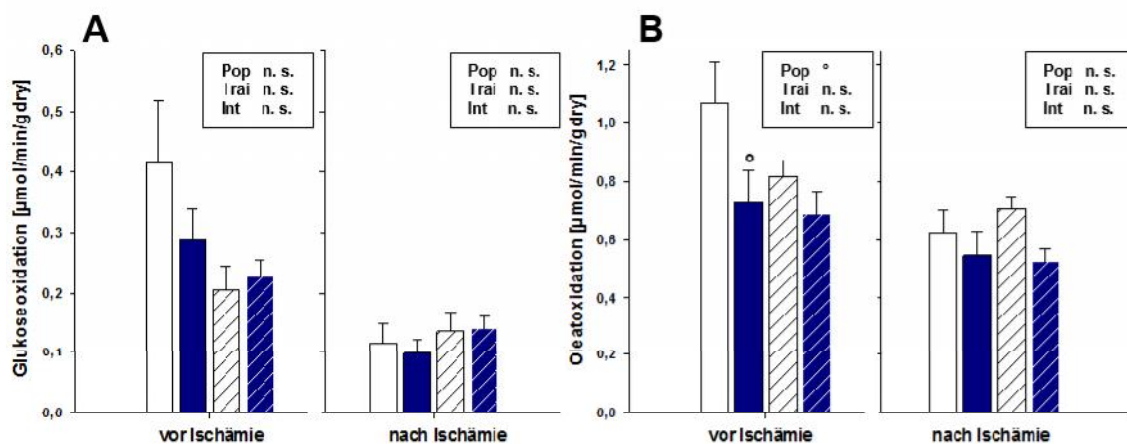 A
B
Glukoseoxidation [µmol/min/gdry]
0,6
0,5
0,4
0,3
0,2
0,1
0,0
Pop n. s.
Trai n. s.
Int n. s.
Pop n. s.
Trai n. s.
Int n. s.
vor Ischämie
nach Ischämie
Oleatoxidation [µmol/min/gdry]
1,2
1,0
0,8
0,6
0,4
0,2
0,0
Pop °
Trai n. s.
Int n. s.
°
Pop n. s.
Trai n. s.
Int n. s.
vor Ischämie
nach Ischämie